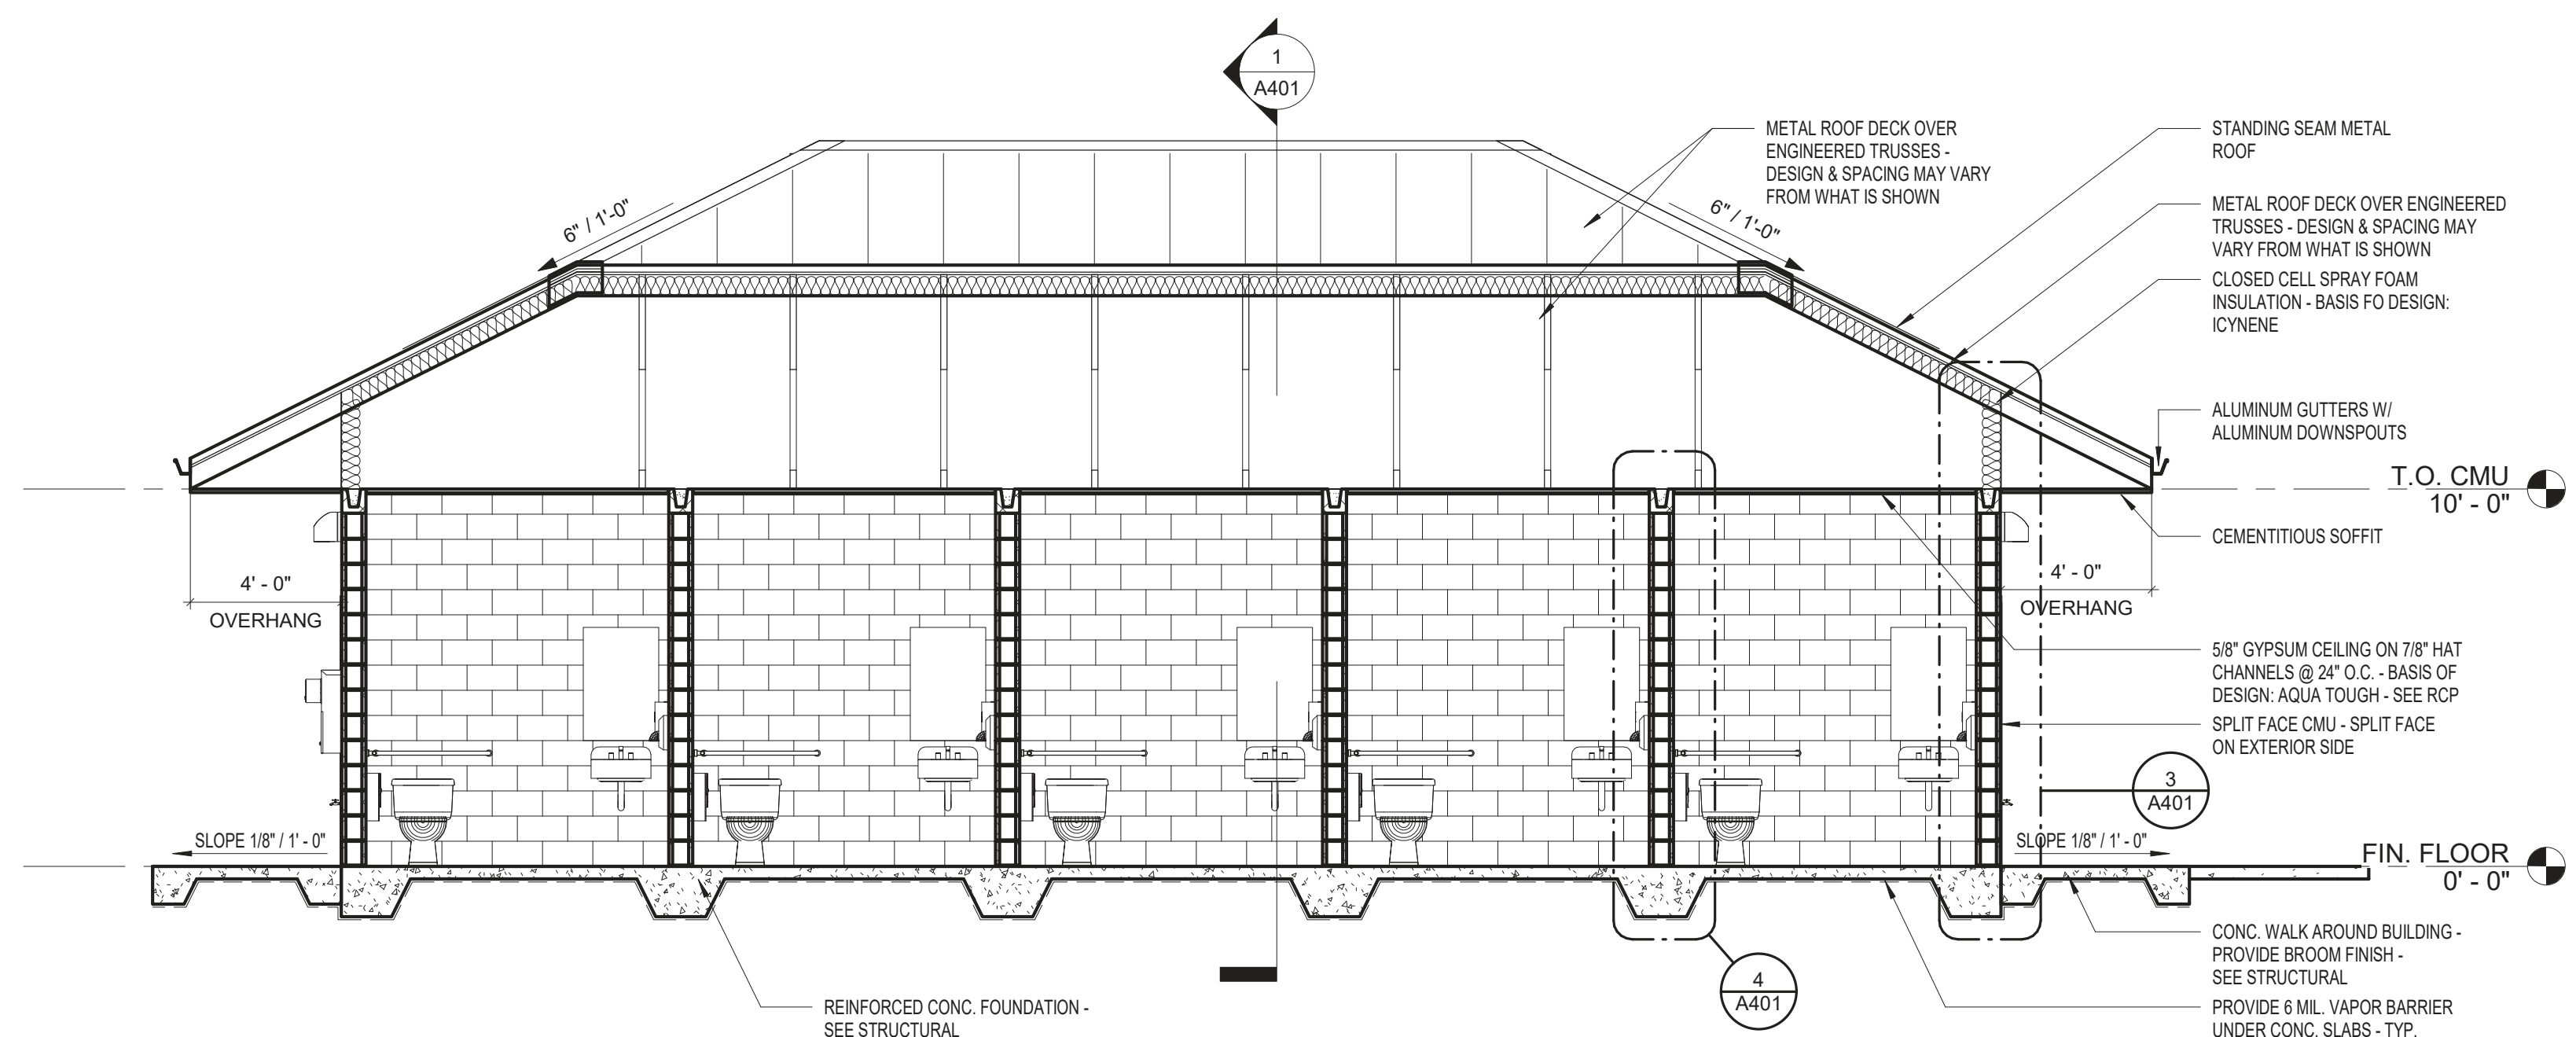 1
A401
METAL ROOF DECK OVER
ENGINEERED TRUSSES -
DESIGN & SPACING MAY VARY
FROM WHAT IS SHOWN
STANDING SEAM METAL
ROOF
6" / 1'-0"
6" / 1'-0"
METAL ROOF DECK OVER ENGINEERED
TRUSSES - DESIGN & SPACING MAY
VARY FROM WHAT IS SHOWN
CLOSED CELL SPRAY FOAM
INSULATION - BASIS FO DESIGN:
ICYNENE
ALUMINUM GUTTERS W/
ALUMINUM DOWNSPOUTS
T.O. CMU
10' - 0"
CEMENTITIOUS SOFFIT
4' - 0"
OVERHANG
4' - 0"
OVERHANG
5/8" GYPSUM CEILING ON 7/8" HAT
CHANNELS @ 24" O.C. - BASIS OF
DESIGN: AQUA TOUGH - SEE RCP
SPLIT FACE CMU - SPLIT FACE
ON EXTERIOR SIDE
3
A401
SLOPE 1/8" / 1' - 0"
SLOPE 1/8" / 1' - 0"
FIN. FLOOR
0' - 0"
CONC. WALK AROUND BUILDING -
PROVIDE BROOM FINISH -
SEE STRUCTURAL
4
A401
REINFORCED CONC. FOUNDATION -
SEE STRUCTURAL
PROVIDE 6 MIL. VAPOR BARRIER
UNDER CONC. SLABS - TYP.